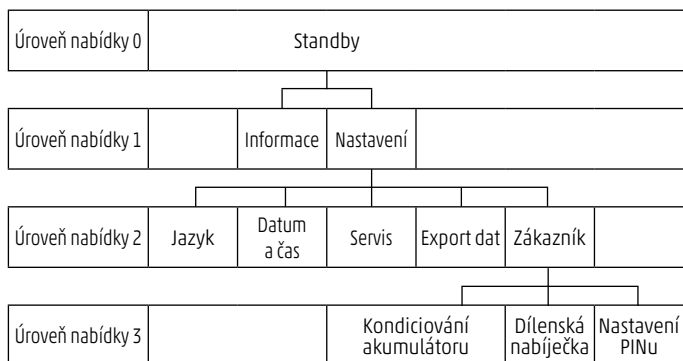 Úroveň nabídky 0 Standby
Úroveň nabídky 1 Informace Nastavení
Úroveň nabídky 2 Jazyk Datum a čas Servis Export dat Zákazník
Úroveň nabídky 3 Kondiciování akumulátoru Dílenská nabíječka Nastavení PINu